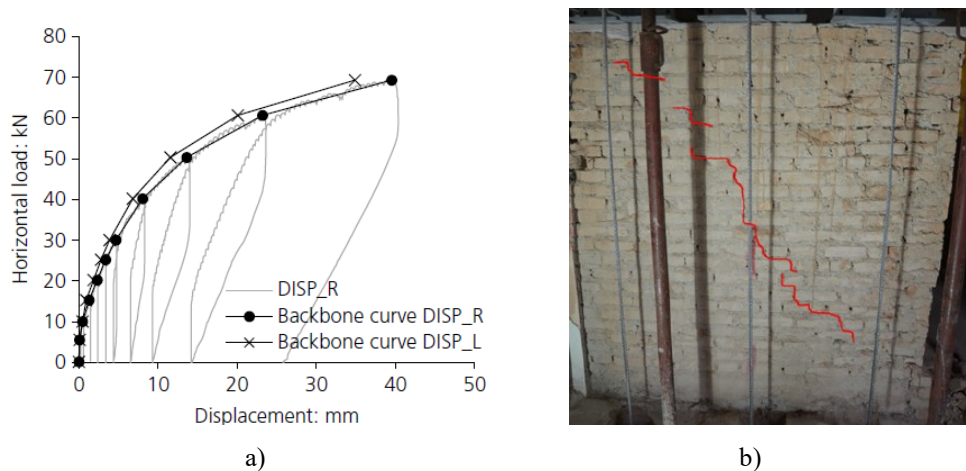 80
70
60
50
40
30
20
10
0
Horizontal load: kN
DISP_R
Backbone curve DISP_R
Backbone curve DISP_L
0 10 20 30 40 50
Displacement: mm
a) b)